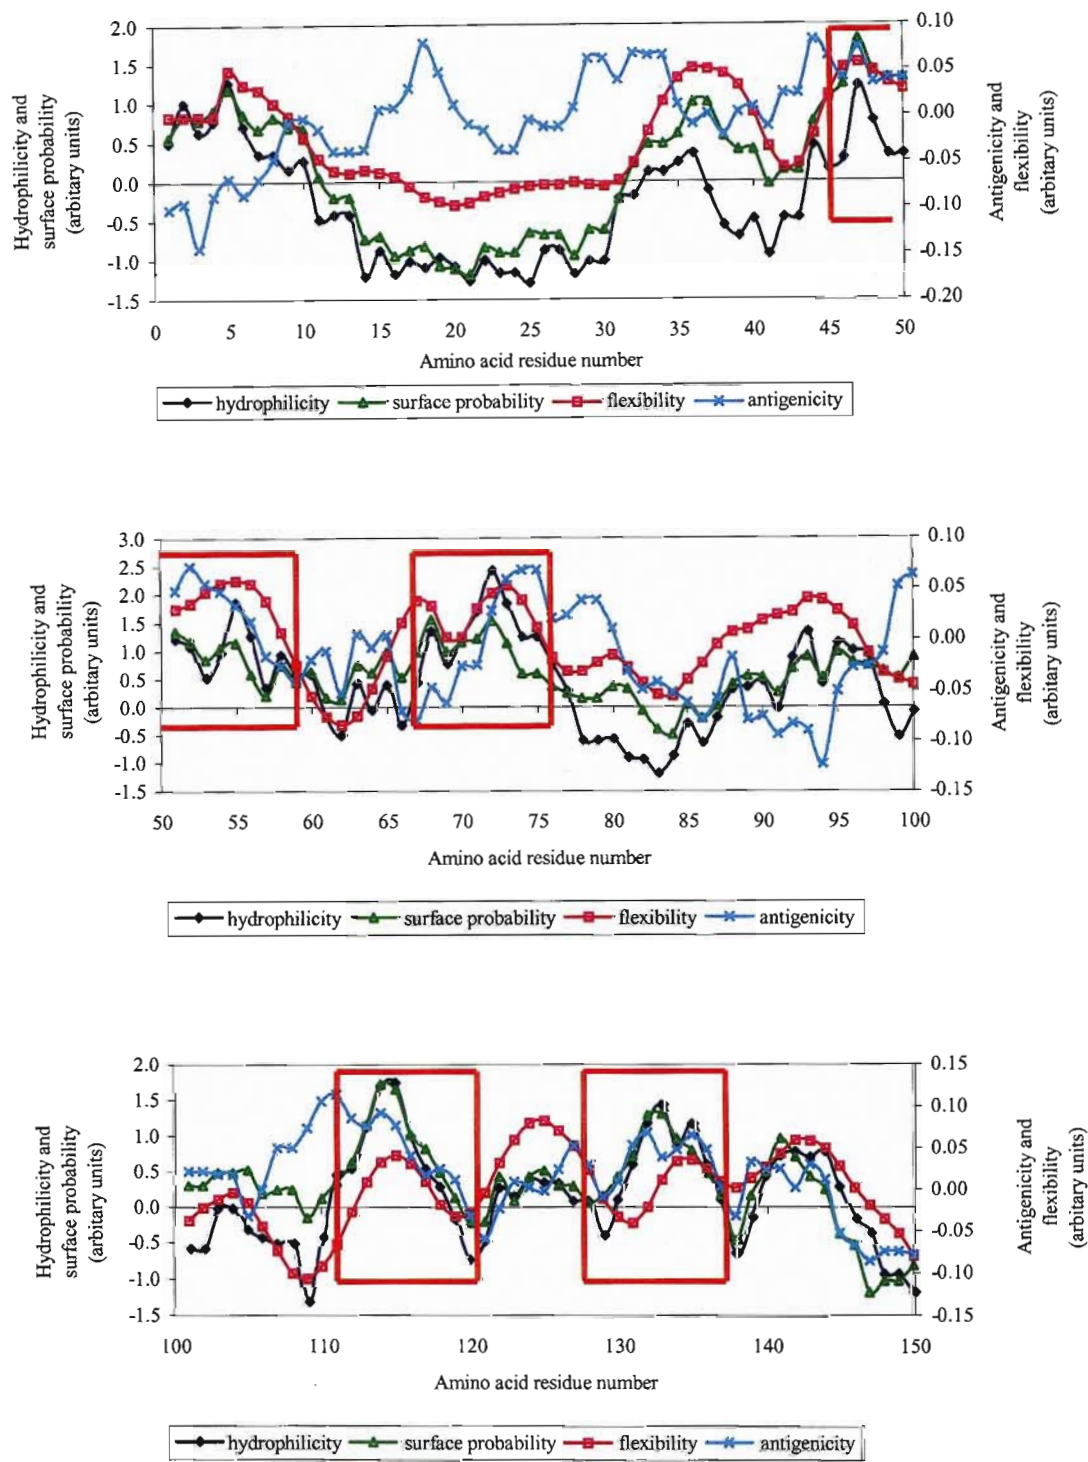 2.0
1.5
1.0
0.5
0.0
-0.5
-1.0
-1.5
Hydrophilicity and
surface probability
(arbitary units)
0.10
0.05
0.00
-0.05
-0.10
-0.15
-0.20
Antigenicity and
flexibility
(arbitary units)
0 5 10 15 20 25 30 35 40 45 50
Amino acid residue number
hydrophilicity surface probability flexibility antigenicity
3.0
2.5
2.0
1.5
1.0
0.5
0.0
-0.5
-1.0
-1.5
Hydrophilicity and
surface probability
(arbitary units)
0.10
0.05
0.00
-0.05
-0.10
-0.15
Antigenicity and
flexibility
(arbitary units)
50 55 60 65 70 75 80 85 90 95 100
Amino acid residue number
hydrophilicity surface probability flexibility antigenicity
2.0
1.5
1.0
0.5
0.0
-0.5
-1.0
-1.5
Hydrophilicity and
surface probability
(arbitary units)
0.15
0.10
0.05
0.00
-0.05
-0.10
-0.15
Antigenicity and
flexibility
(arbitary units)
100 110 120 130 140 150
Amino acid residue number
hydrophilicity surface probability flexibility antigenicity